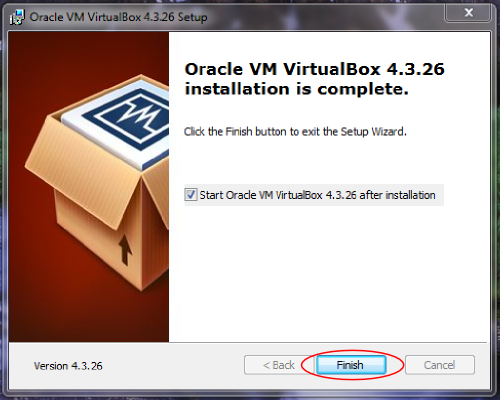 Oracle VM VirtualBox 4.3.26 Setup
Oracle VM VirtualBox 4.3.26
installation is complete.
Click the Finish button to exit the Setup Wizard.
Start Oracle VM VirtualBox 4.3.26 after installation
Version 4.3.26
< Back
Finish
Cancel